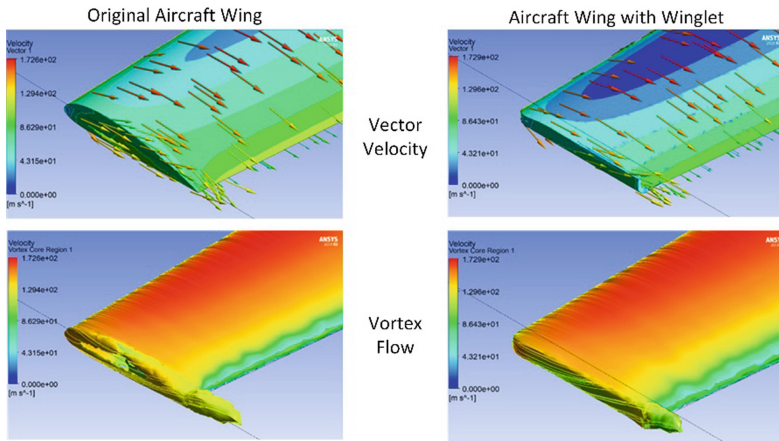 Original Aircraft Wing
Aircraft Wing with Winglet
Velocity
Vector 1
1.726e+02
1.294e+02
8.629e+01
4.315e+01
0.000e+00
[m s^-1]
ANSYS
Vector
Velocity
Velocity
Vector 1
1.729e+02
1.296e+02
8.643e+01
4.321e+01
0.000e+00
[m s^-1]
ANSYS
Velocity
Vortex Core Region 1
1.726e+02
1.294e+02
8.629e+01
4.315e+01
0.000e+00
[m s^-1]
ANSYS
Vortex
Flow
Velocity
Vortex Core Region 1
1.729e+02
1.296e+02
8.643e+01
4.321e+01
0.000e+00
[m s^-1]
ANSYS